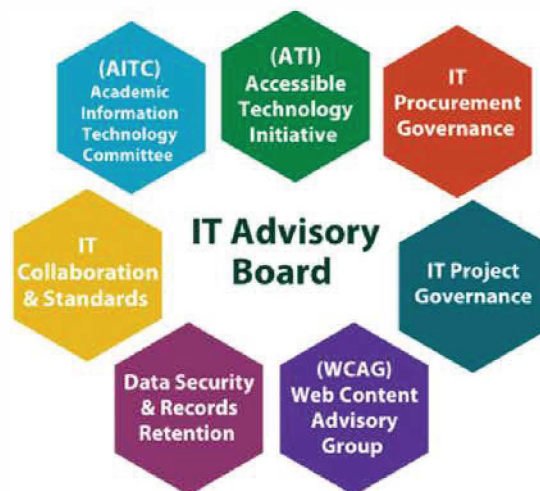 (AITC)
Academic
Information
Technology
Committee
(ATI)
Accessible
Technology
Initiative
IT
Procurement
Governance
IT
Collaboration
& Standards
IT Advisory
Board
IT Project
Governance
Data Security
& Records
Retention
(WCAG)
Web Content
Advisory
Group